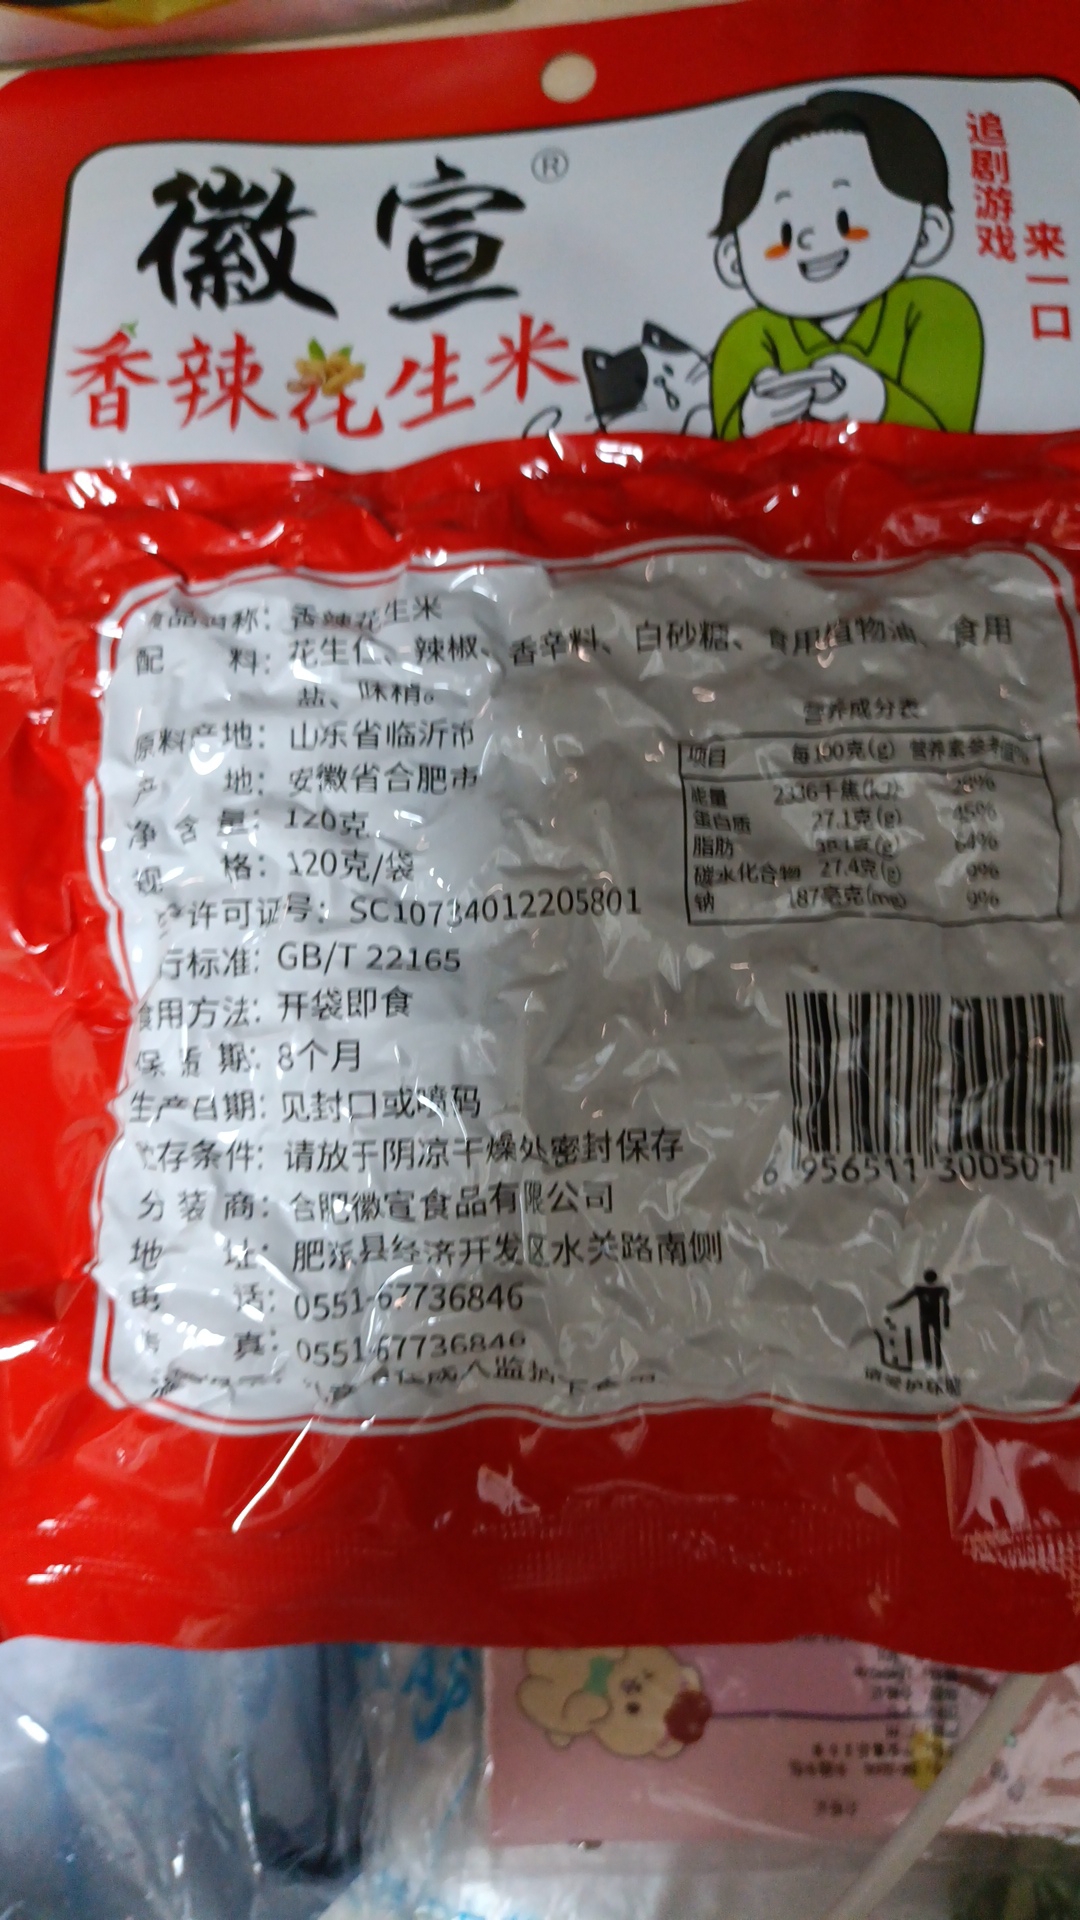 徽宣®
香辣花生米
追剧游戏
来一口
食品名称：香辣花生米
配 料：花生仁、辣椒、香辛料、白砂糖、食用植物油、食用
盐、味精。
原料产地：山东省临沂市
产 地：安徽省合肥市
净 含 量：120克
规 格：120克/袋
产许可证号：SC10734012205801
行标准：GB/T 22165
食用方法：开袋即食
保 质 期：8个月
生产日期：见封口或喷码
贮存条件：请放于阴凉干燥处密封保存
分 装 商：合肥徽宣食品有限公司
地 址：肥东县经济开发区水关路南侧
电 话：0551-67736846
传 真：0551-67736846
营养成分表
项目 每100克(g) 营养素参考值%
能量 2336千焦(kJ)
蛋白质 27.1克(g) 45%
脂肪 64%
碳水化合物 27.4克(g) 9%
钠 187毫克(mg) 9%
6 956511 300501